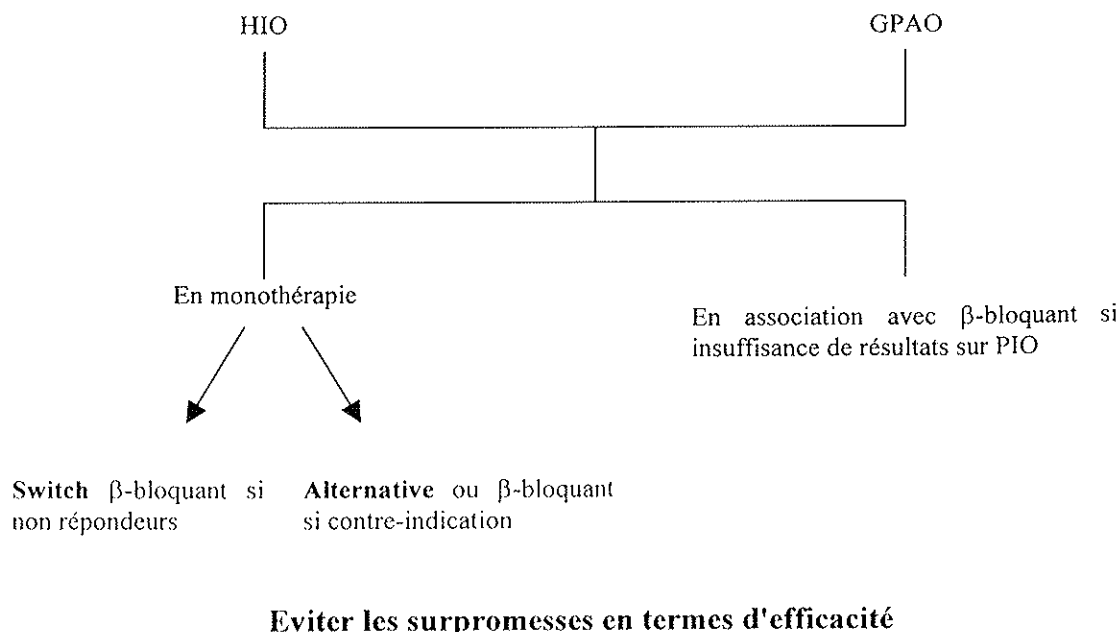 HIO
GPAO
En monothérapie
En association avec β-bloquant si
insuffisance de résultats sur PIO
Switch β-bloquant si
non répondeurs
Alternative ou β-bloquant
si contre-indication
Eviter les surpromesses en termes d'efficacité